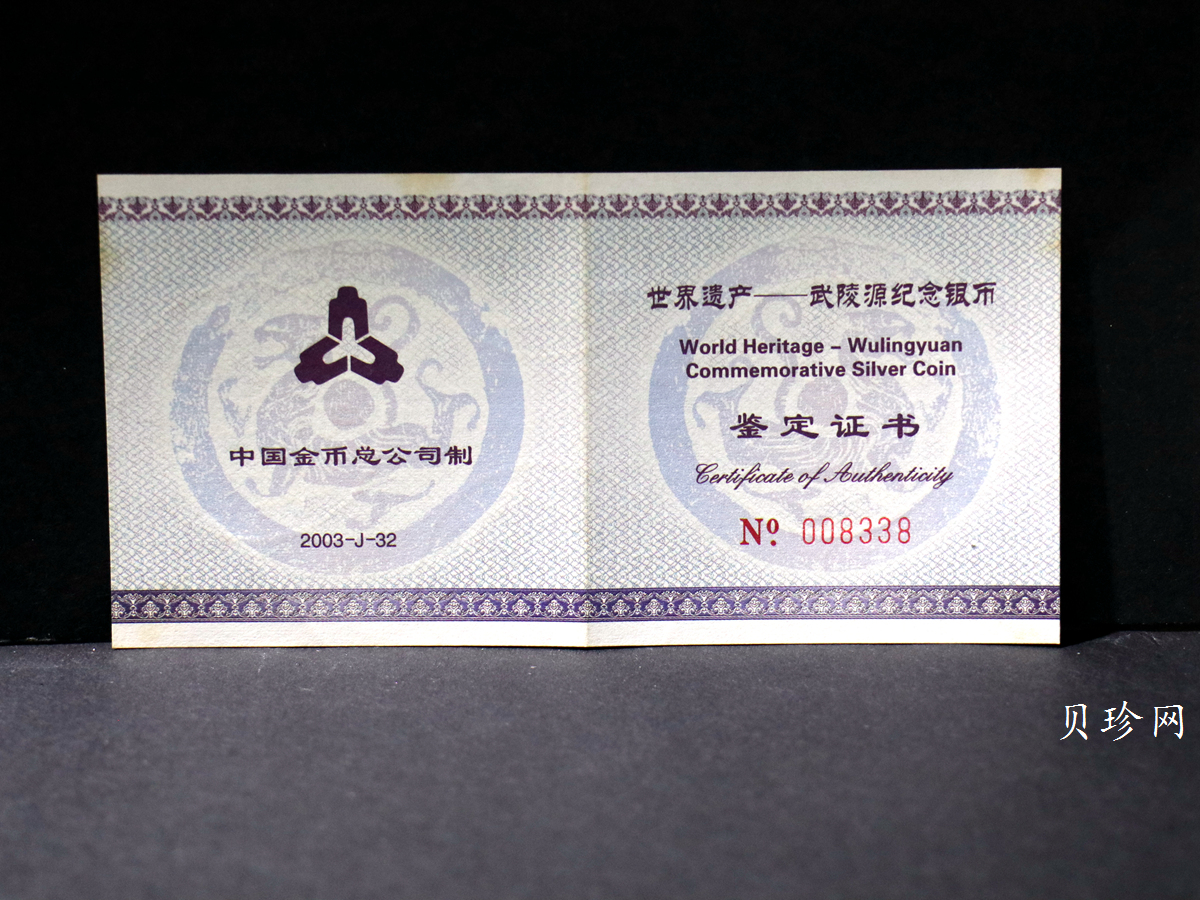 中国金币总公司制
2003-J-32
世界遗产——武陵源纪念银币
World Heritage – Wulingyuan
Commemorative Silver Coin
鉴定证书
Certificate of Authenticity
Nº. 008338
贝珍网